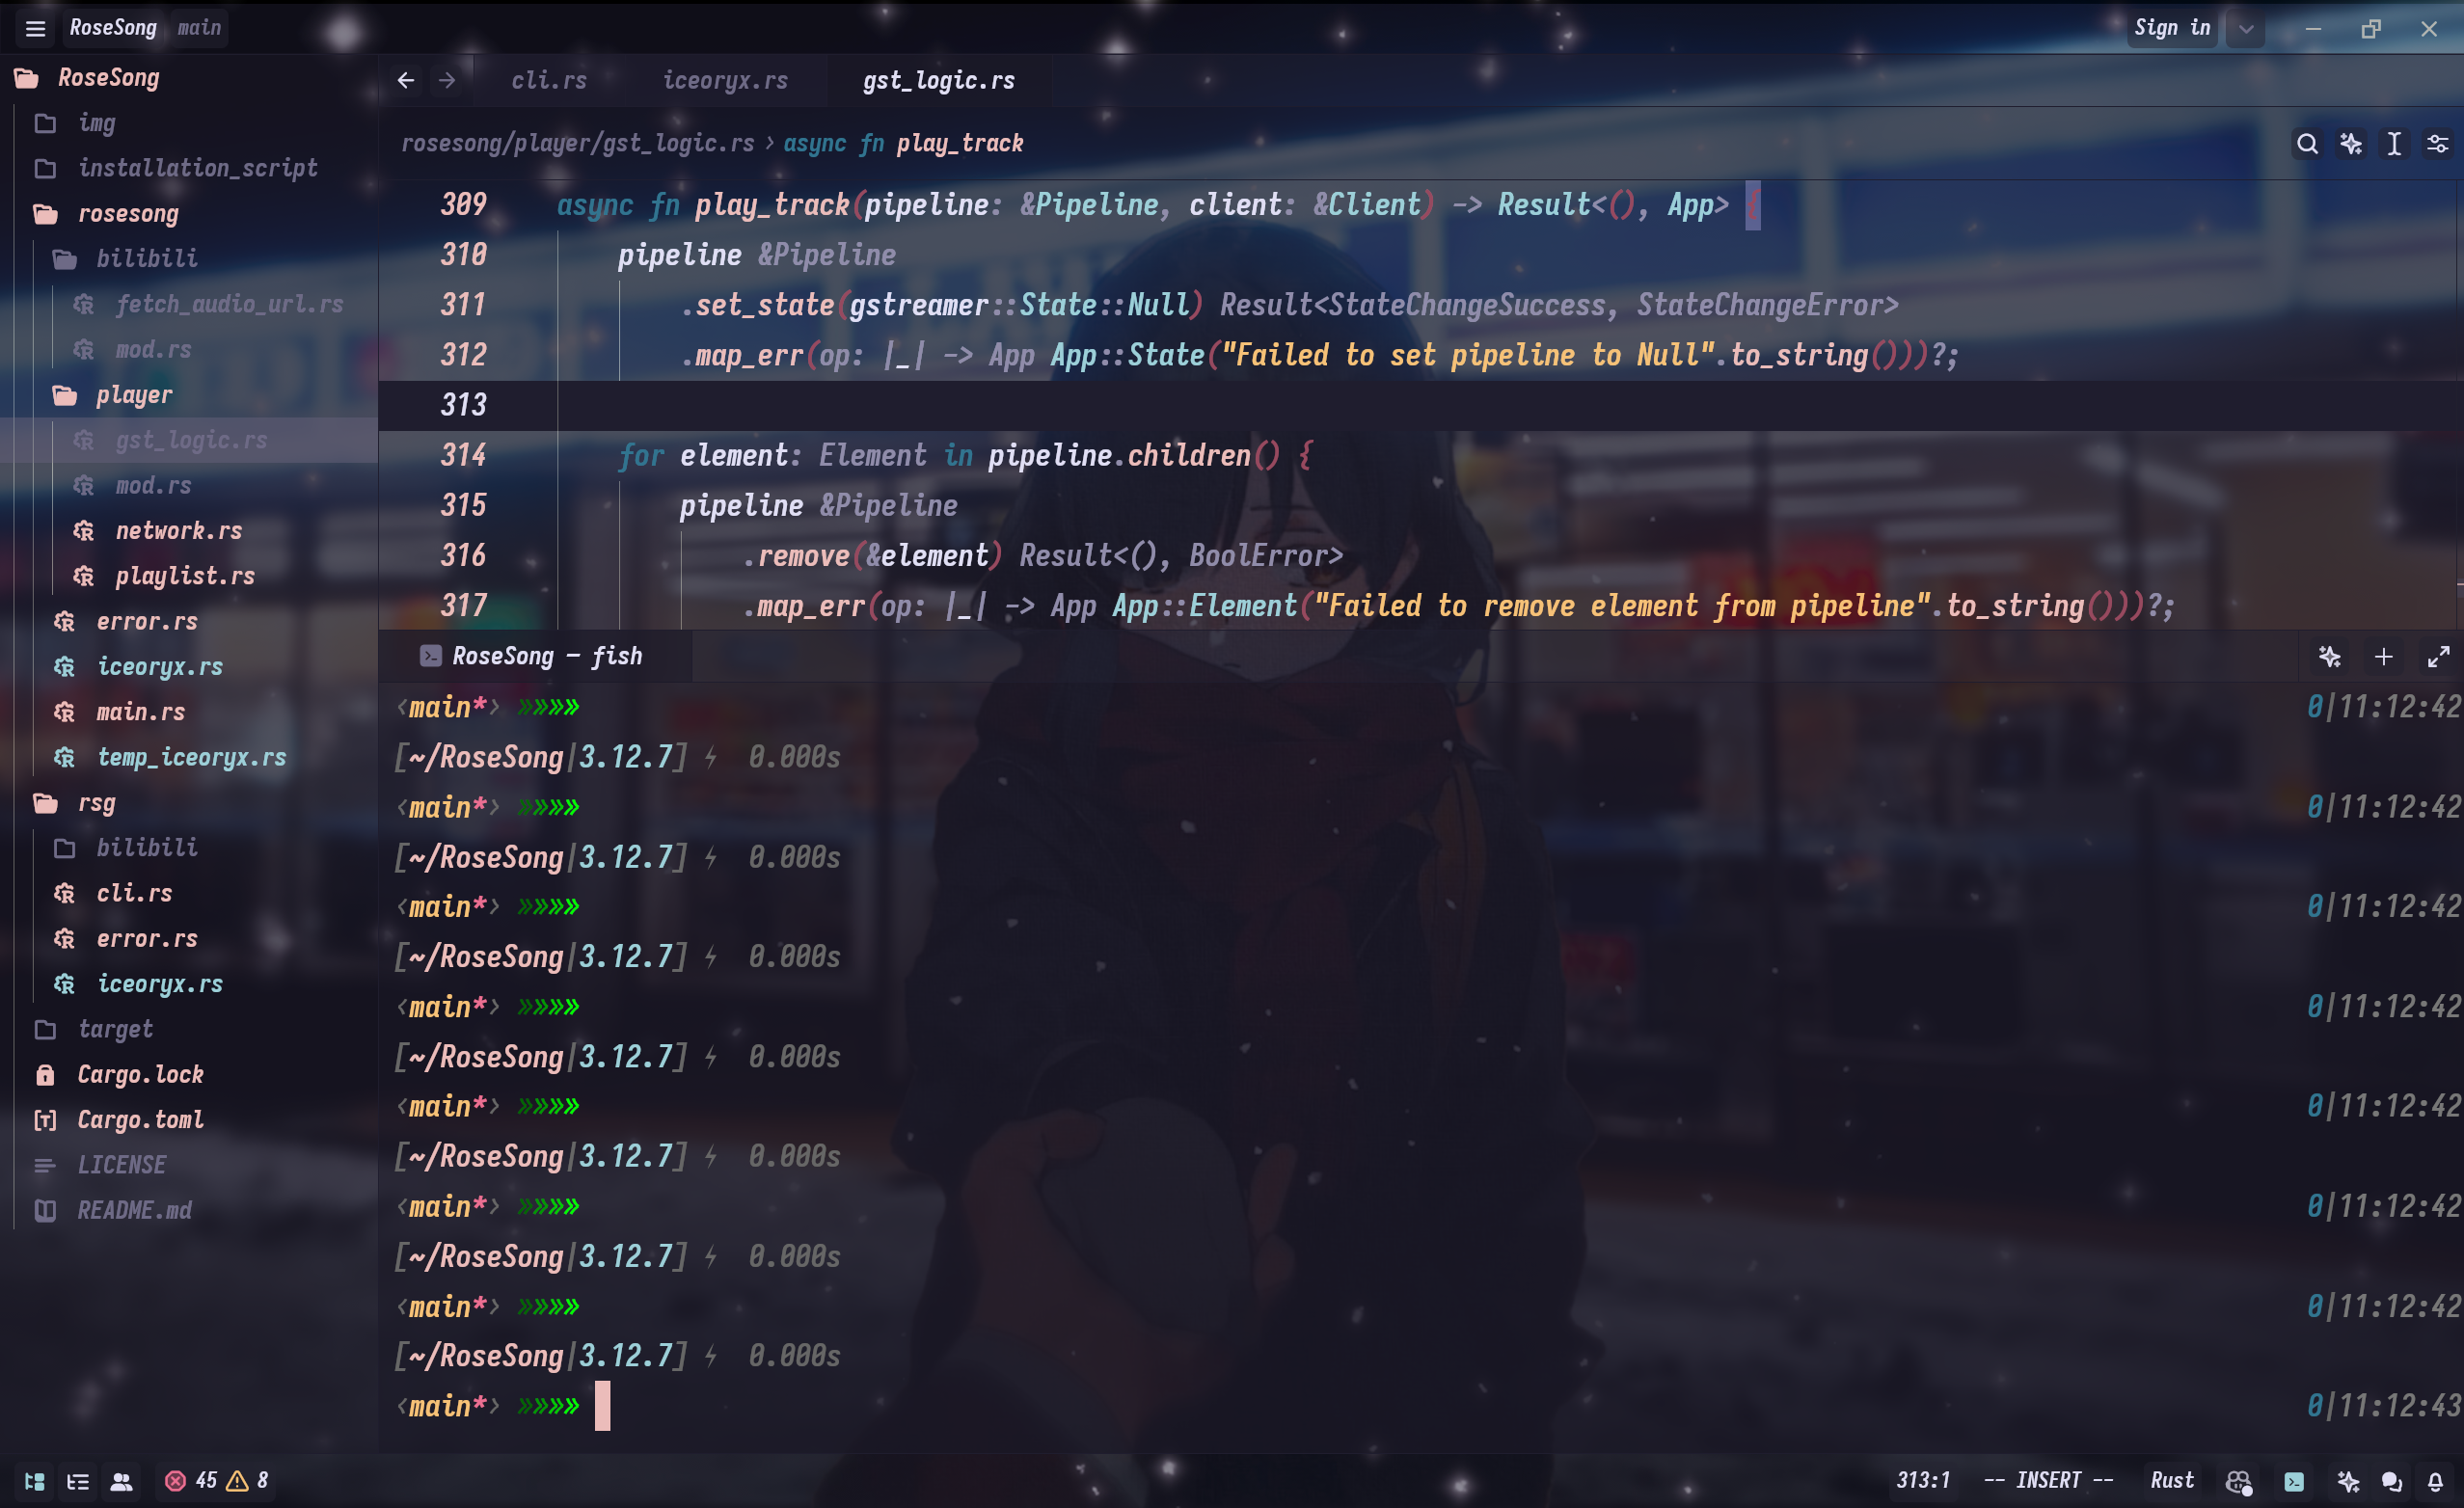 RoseSong main
Sign in
RoseSong
img
installation_script
rosesong
bilibili
fetch_audio_url.rs
mod.rs
player
gst_logic.rs
mod.rs
network.rs
playlist.rs
error.rs
iceoryx.rs
main.rs
temp_iceoryx.rs
rsg
bilibili
cli.rs
error.rs
iceoryx.rs
target
Cargo.lock
Cargo.toml
LICENSE
README.md
cli.rs iceoryx.rs gst_logic.rs
rosesong/player/gst_logic.rs › async fn play_track
309 async fn play_track(pipeline: &Pipeline, client: &Client) -> Result<(), App> {
310 pipeline &Pipeline
311 .set_state(gstreamer::State::Null) Result<StateChangeSuccess, StateChangeError>
312 .map_err(op: |_| -> App App::State("Failed to set pipeline to Null".to_string()))?;
313
314 for element: Element in pipeline.children() {
315 pipeline &Pipeline
316 .remove(&element) Result<(), BoolError>
317 .map_err(op: |_| -> App App::Element("Failed to remove element from pipeline".to_string()))?;
RoseSong — fish
‹main*› »»»» 0|11:12:42
[~/RoseSong|3.12.7] ⚡ 0.000s
‹main*› »»»» 0|11:12:42
[~/RoseSong|3.12.7] ⚡ 0.000s
‹main*› »»»» 0|11:12:42
[~/RoseSong|3.12.7] ⚡ 0.000s
‹main*› »»»» 0|11:12:42
[~/RoseSong|3.12.7] ⚡ 0.000s
‹main*› »»»» 0|11:12:42
[~/RoseSong|3.12.7] ⚡ 0.000s
‹main*› »»»» 0|11:12:42
[~/RoseSong|3.12.7] ⚡ 0.000s
‹main*› »»»» 0|11:12:42
[~/RoseSong|3.12.7] ⚡ 0.000s
‹main*› »»»» 0|11:12:43
45 8
313:1 -- INSERT -- Rust